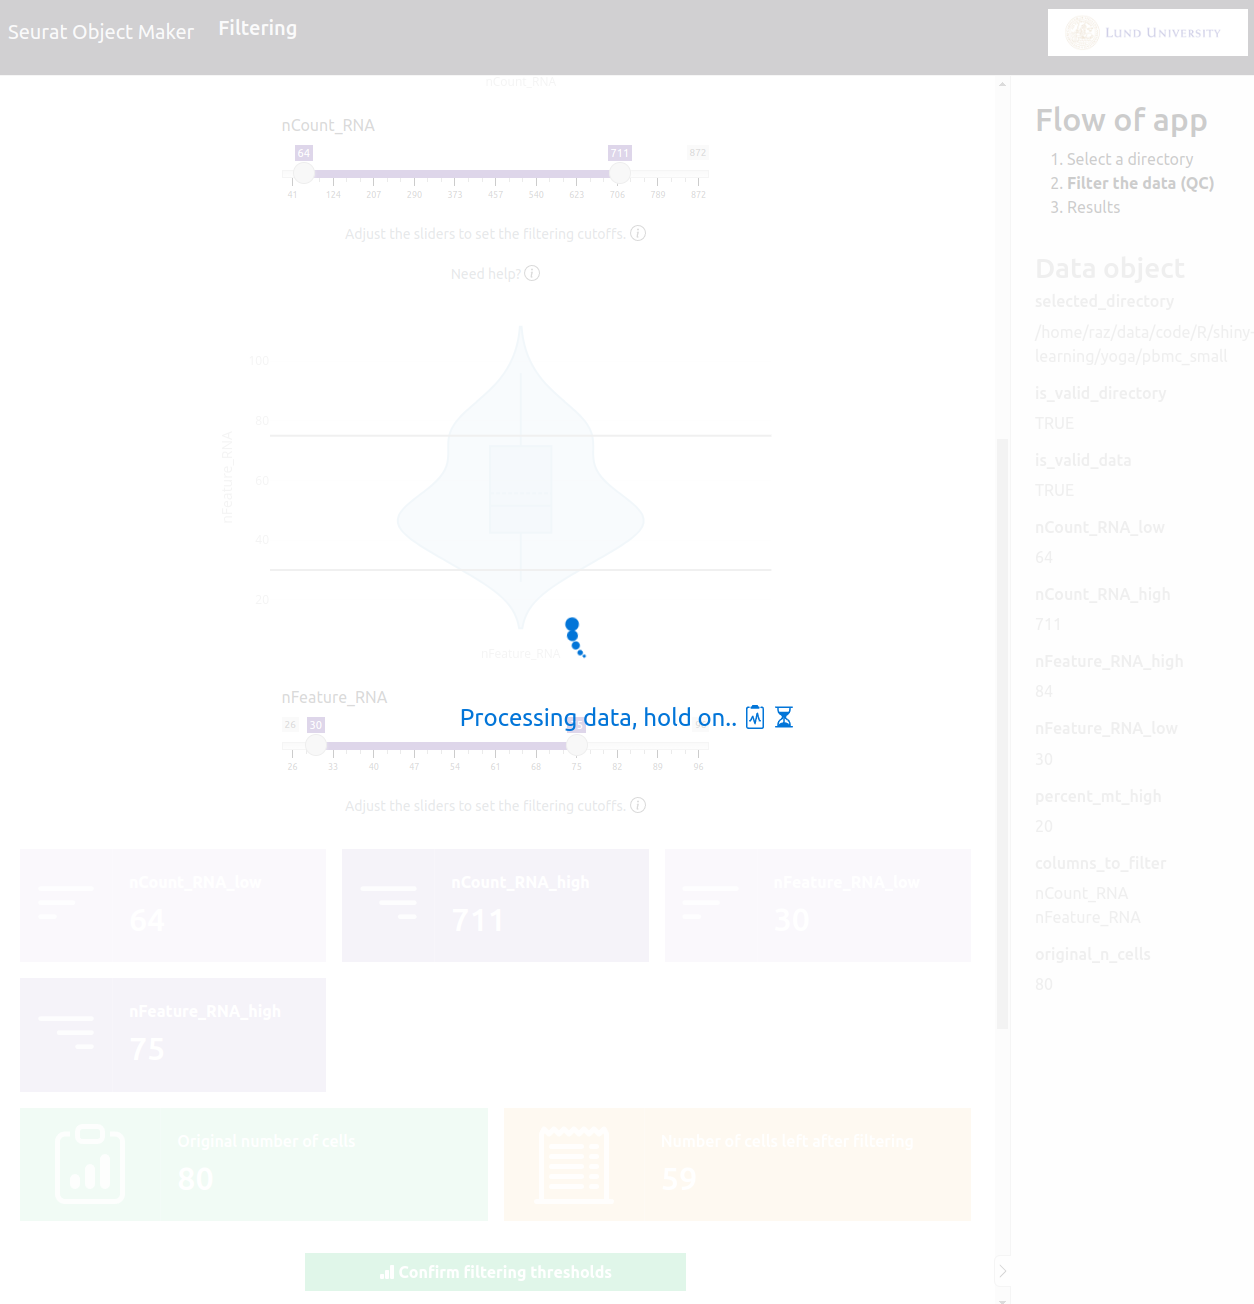 Seurat Object Maker
Filtering
LUND UNIVERSITY
nCount_RNA
nCount_RNA
64
711
872
41 124 207 290 373 457 540 623 706 789 872
Adjust the sliders to set the filtering cutoffs.
Need help?
100
80
60
40
20
nFeature_RNA
nFeature_RNA
nFeature_RNA
26
30
Processing data, hold on..
26 33 40 47 54 61 68 75 82 89 96
Adjust the sliders to set the filtering cutoffs.
nCount_RNA_low
64
nCount_RNA_high
711
nFeature_RNA_low
30
nFeature_RNA_high
75
Original number of cells
80
Number of cells left after filtering
59
Confirm filtering thresholds
Flow of app
1. Select a directory
2. Filter the data (QC)
3. Results
Data object
selected_directory
/home/raz/data/code/R/shiny-
learning/yoga/pbmc_small
is_valid_directory
TRUE
is_valid_data
TRUE
nCount_RNA_low
64
nCount_RNA_high
711
nFeature_RNA_high
84
nFeature_RNA_low
30
percent_mt_high
20
columns_to_filter
nCount_RNA
nFeature_RNA
original_n_cells
80